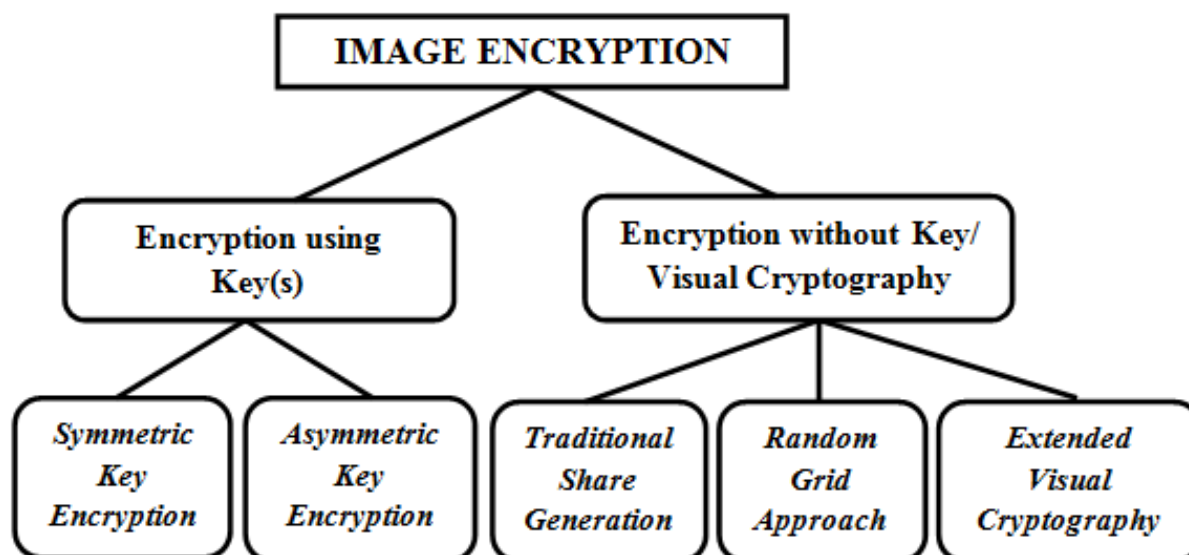 IMAGE ENCRYPTION
Encryption using
Key(s)
Encryption without Key/
Visual Cryptography
Symmetric
Key
Encryption
Asymmetric
Key
Encryption
Traditional
Share
Generation
Random
Grid
Approach
Extended
Visual
Cryptography